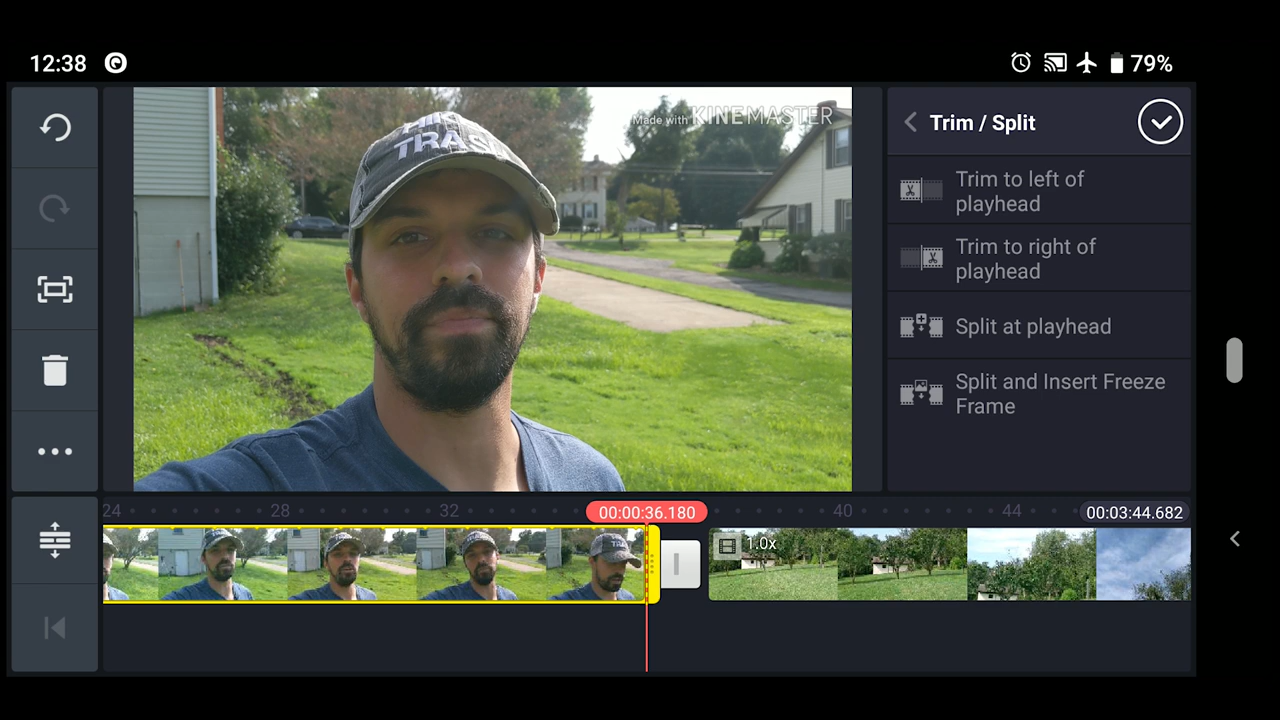 12:38
79%
Made with KINEMASTER
TRAS
Trim / Split
Trim to left of
playhead
Trim to right of
playhead
Split at playhead
Split and Insert Freeze
Frame
24
28
32
00:00:36.180
40
44
00:03:44.682
1.0x